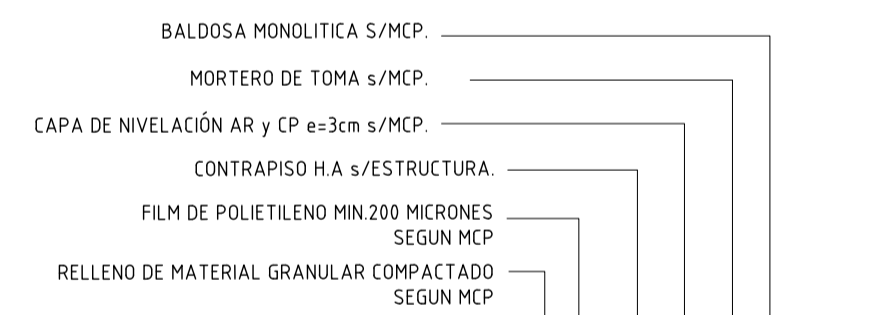 BALDOSA MONOLITICA S/MCP.
MORTERO DE TOMA s/MCP.
CAPA DE NIVELACIÓN AR y CP e=3cm s/MCP.
CONTRAPISO H.A s/ESTRUCTURA.
FILM DE POLIETILENO MIN.200 MICRONES
SEGUN MCP
RELLENO DE MATERIAL GRANULAR COMPACTADO
SEGUN MCP